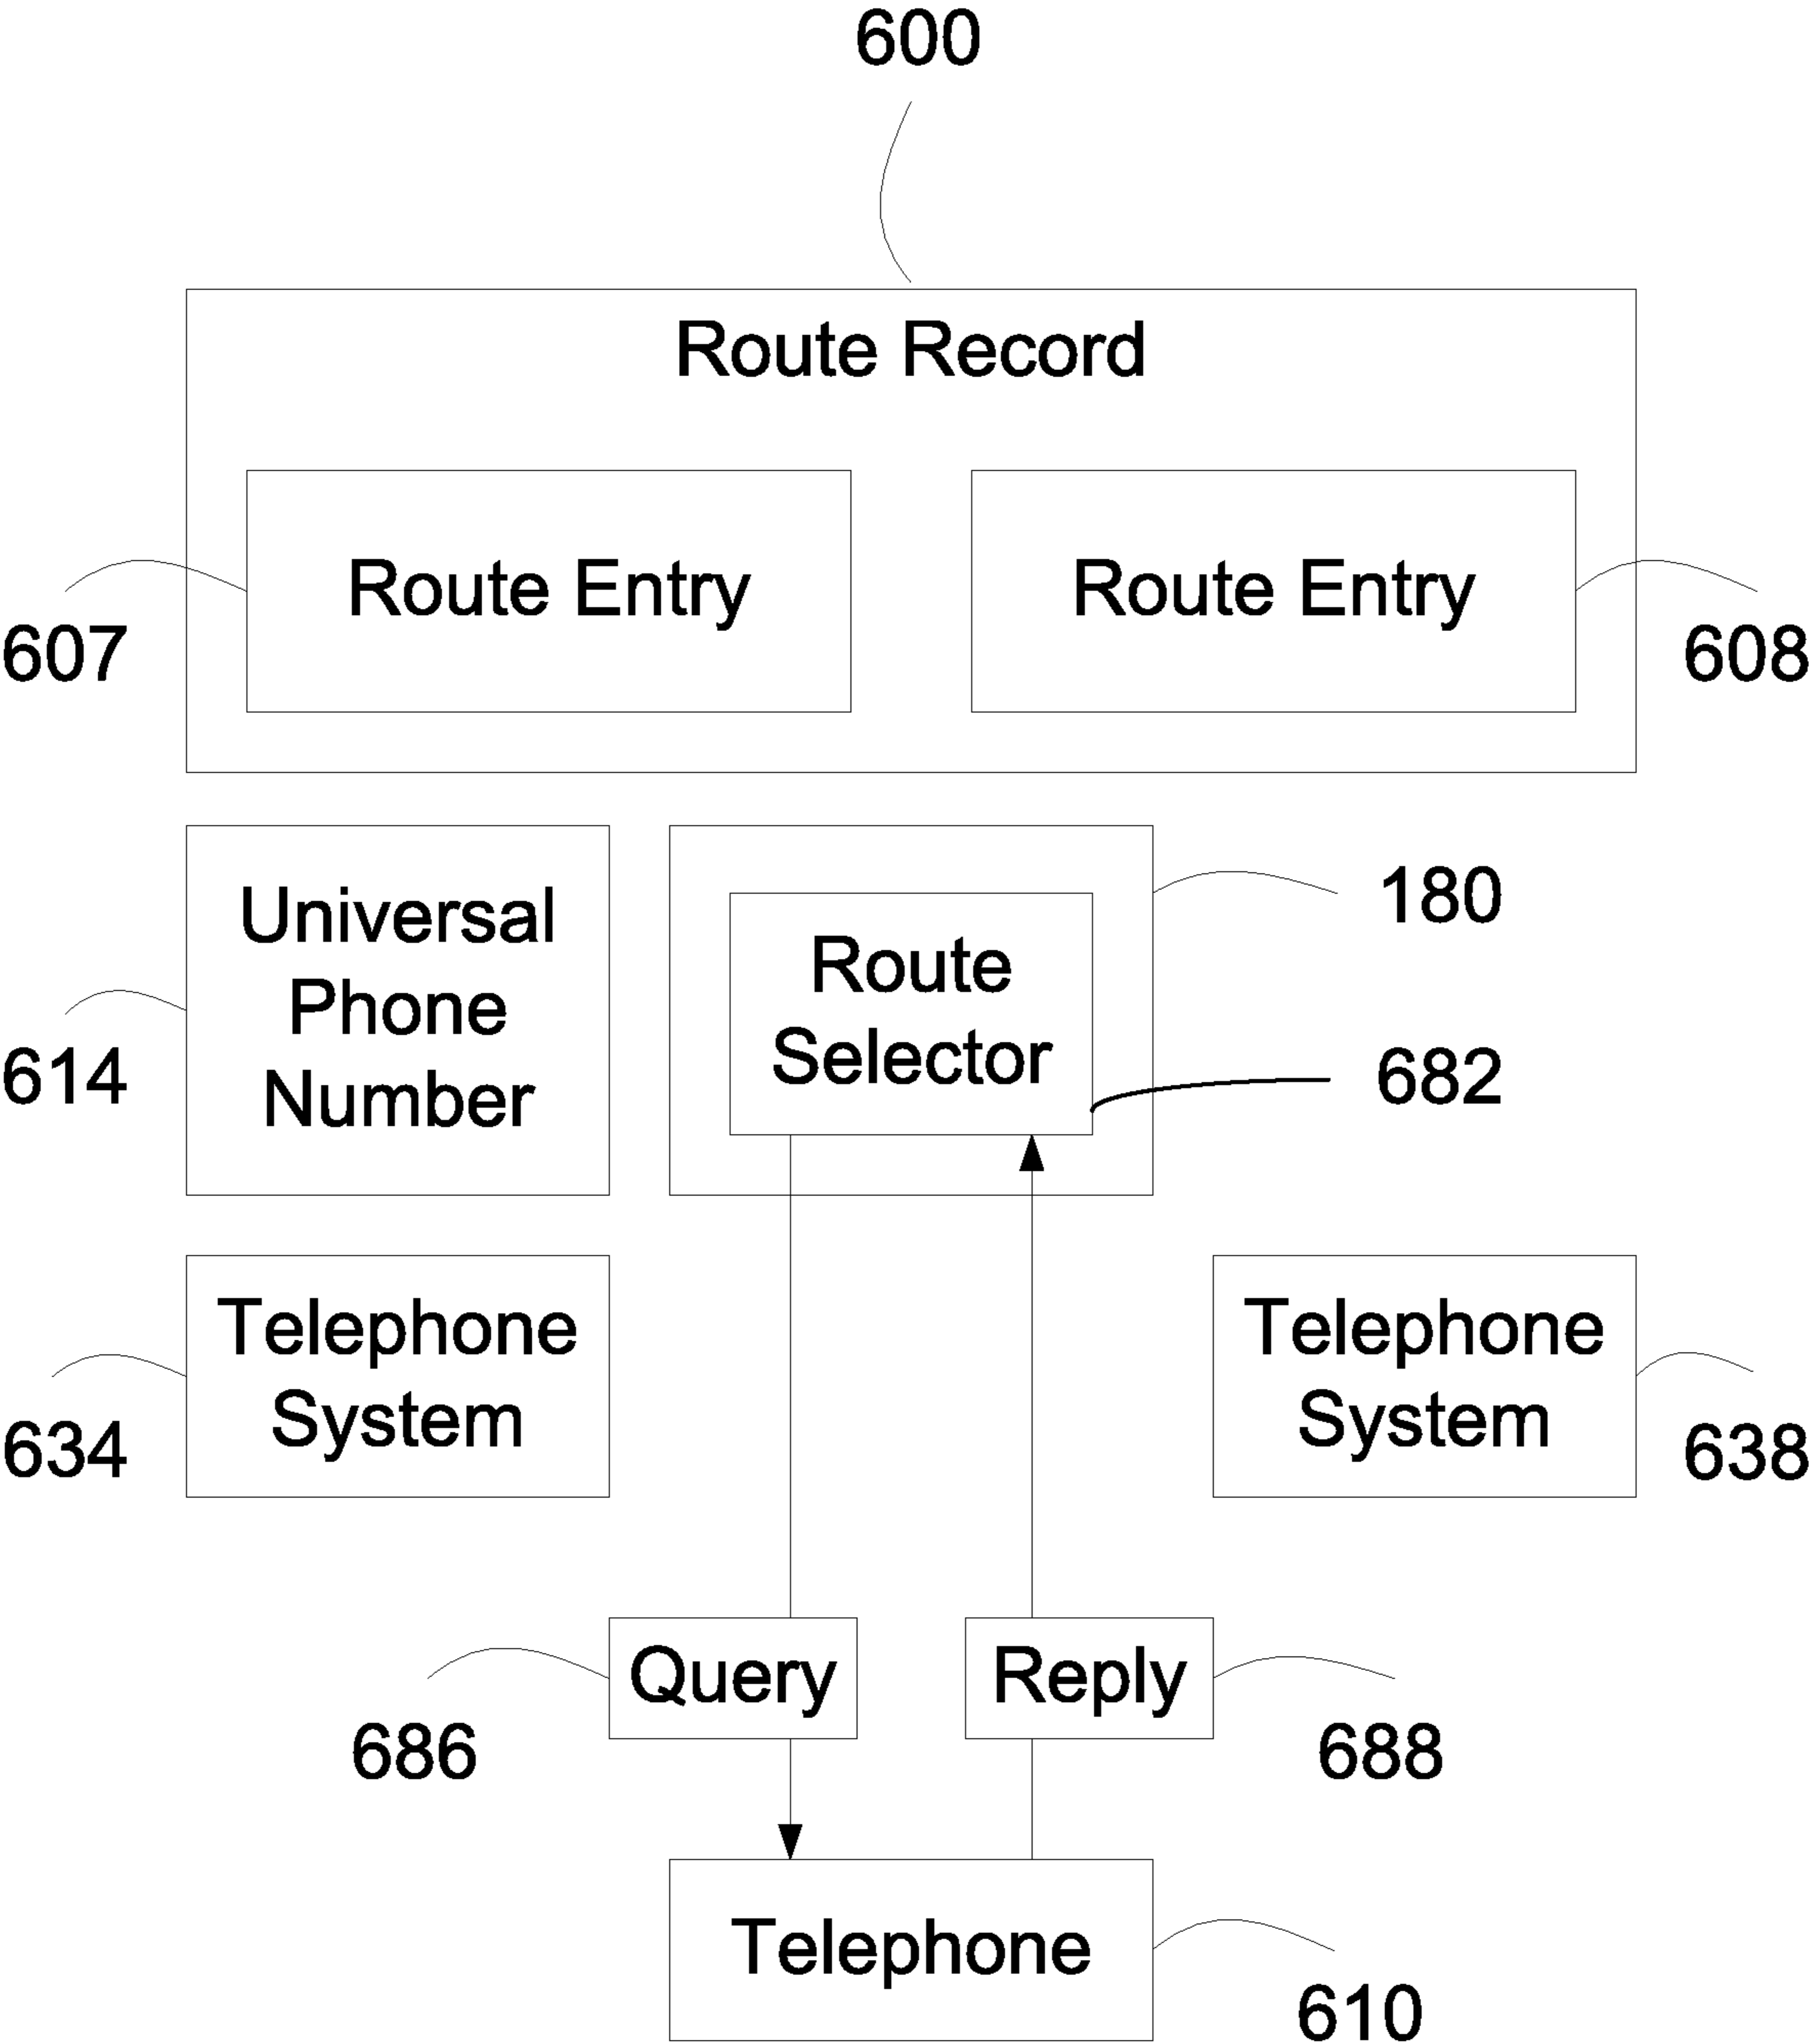 600
Route Record
Route Entry
Route Entry
607
608
Universal
Phone
Number
614
Route
Selector
180
682
Telephone
System
634
Telephone
System
638
Query
686
Reply
688
Telephone
610